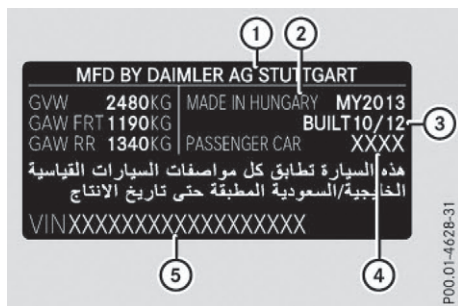 1
2
MFD BY DAIMLER AG STUTTGART
GVW 2480KG MADE IN HUNGARY MY2013
GAW FRT 1190KG BUILT 10/12 3
GAW RR 1340KG PASSENGER CAR XXXX
هذه السيارة تطابق كل مواصفات السيارات القياسية
الخليجية/السعودية المطبقة حتى تاريخ الانتاج
VINXXXXXXXXXXXXXXXXX
5
4
P00.01-4628-31